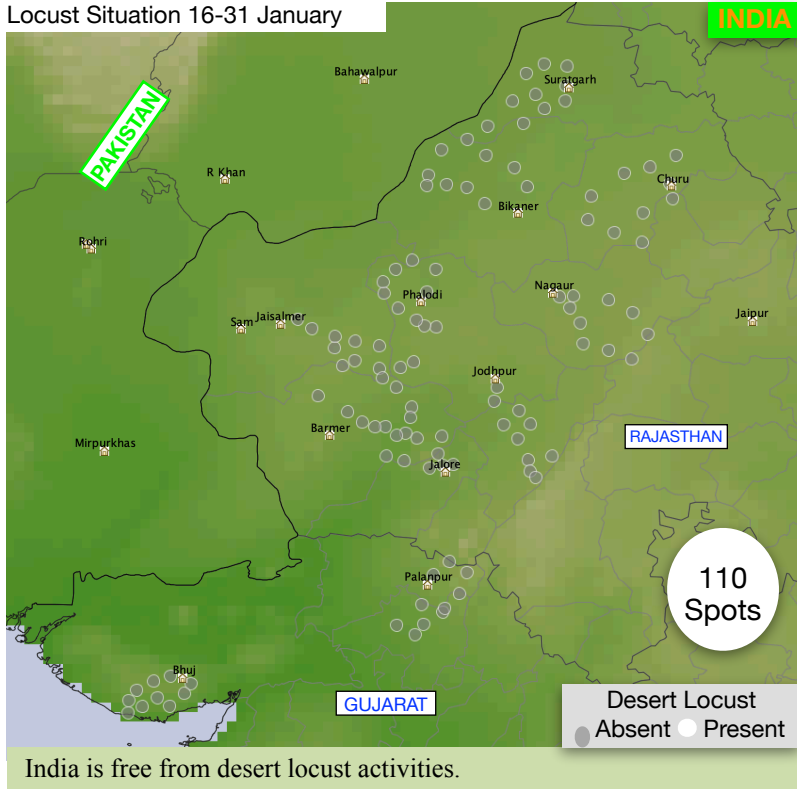 Locust Situation 16-31 January
INDIA
Bahawalpur
Suratgarh
PAKISTAN
R Khan
Churu
Bikaner
Rohri
Phalodi
Nagaur
Sam
Jaisalmer
Jaipur
Jodhpur
Barmer
RAJASTHAN
Mirpurkhas
Jalore
Palanpur
110
Spots
Bhuj
GUJARAT
Desert Locust
Absent
Present
India is free from desert locust activities.